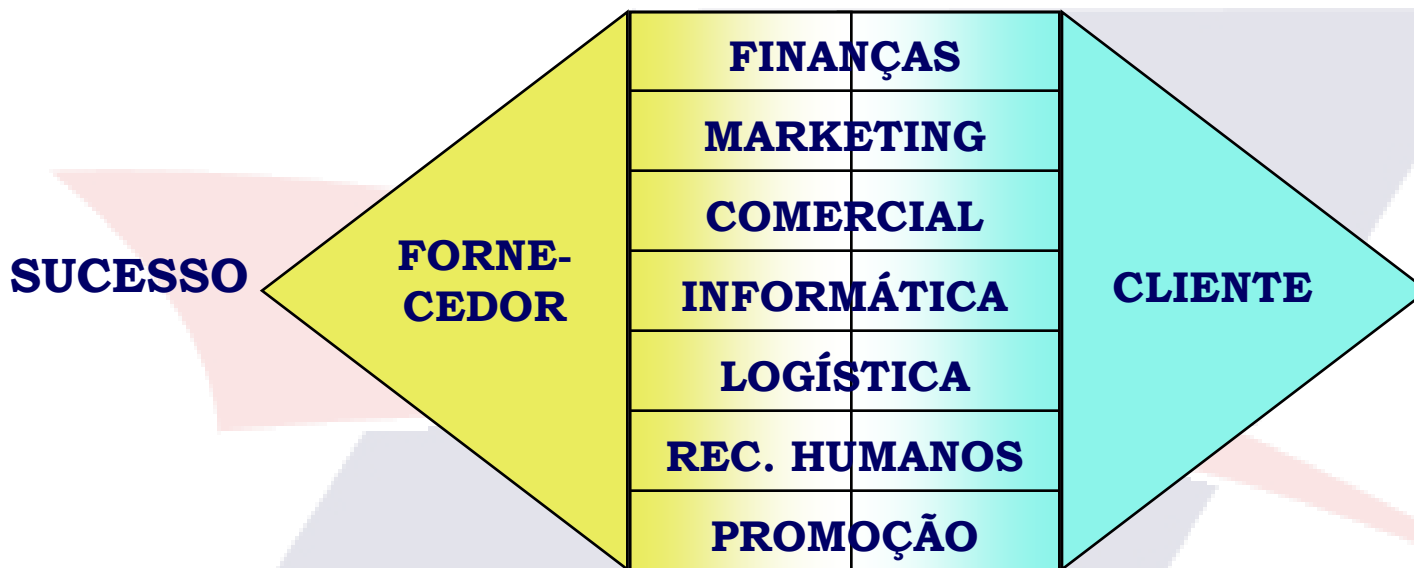 SUCESSO
FORNE-
CEDOR
FINANÇAS
MARKETING
COMERCIAL
INFORMÁTICA
LOGÍSTICA
REC. HUMANOS
PROMOÇÃO
CLIENTE